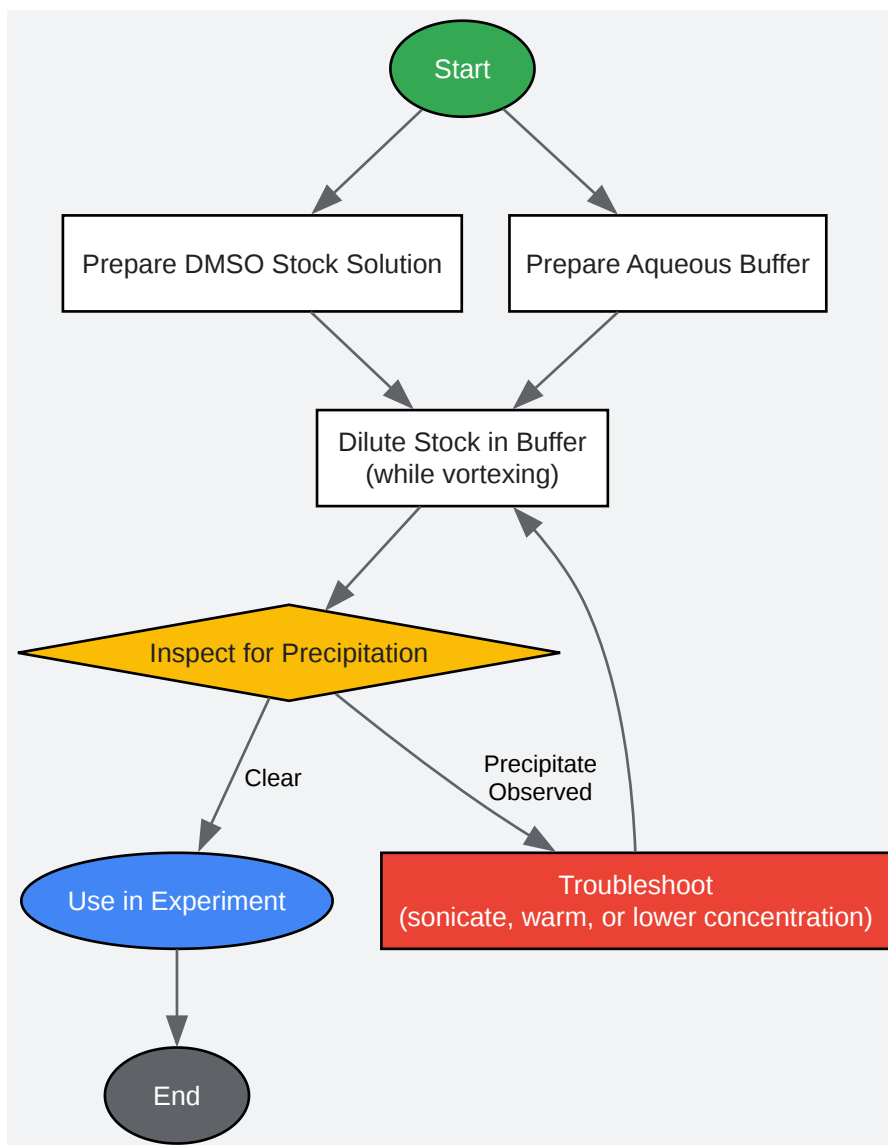 Start
Prepare DMSO Stock Solution
Prepare Aqueous Buffer
Dilute Stock in Buffer
(while vortexing)
Inspect for Precipitation
Clear
Precipitate
Observed
Use in Experiment
Troubleshoot
(sonicate, warm, or lower concentration)
End